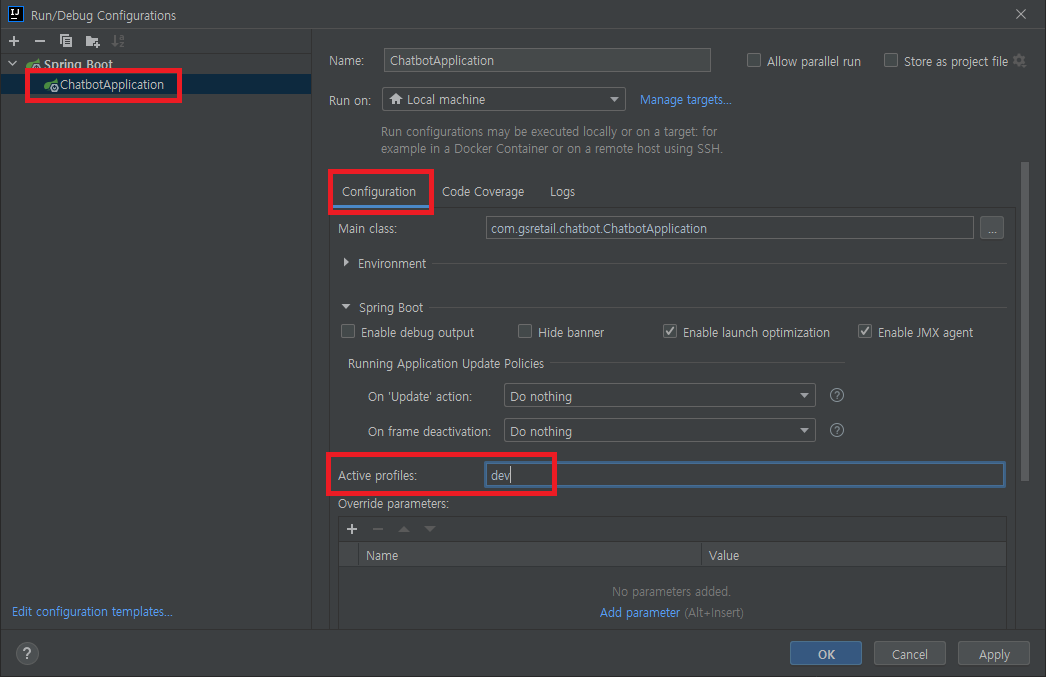 Run/Debug Configurations
Spring Boot
ChatbotApplication
Name: ChatbotApplication Allow parallel run Store as project file
Run on: Local machine Manage targets...
Run configurations may be executed locally or on a target: for
example in a Docker Container or on a remote host using SSH.
Configuration Code Coverage Logs
Main class: com.gsretail.chatbot.ChatbotApplication ...
Environment
Spring Boot
Enable debug output Hide banner Enable launch optimization Enable JMX agent
Running Application Update Policies
On 'Update' action: Do nothing ?
On frame deactivation: Do nothing ?
Active profiles: dev
Override parameters:
Name Value
No parameters added.
Add parameter (Alt+Insert)
Edit configuration templates...
? OK Cancel Apply